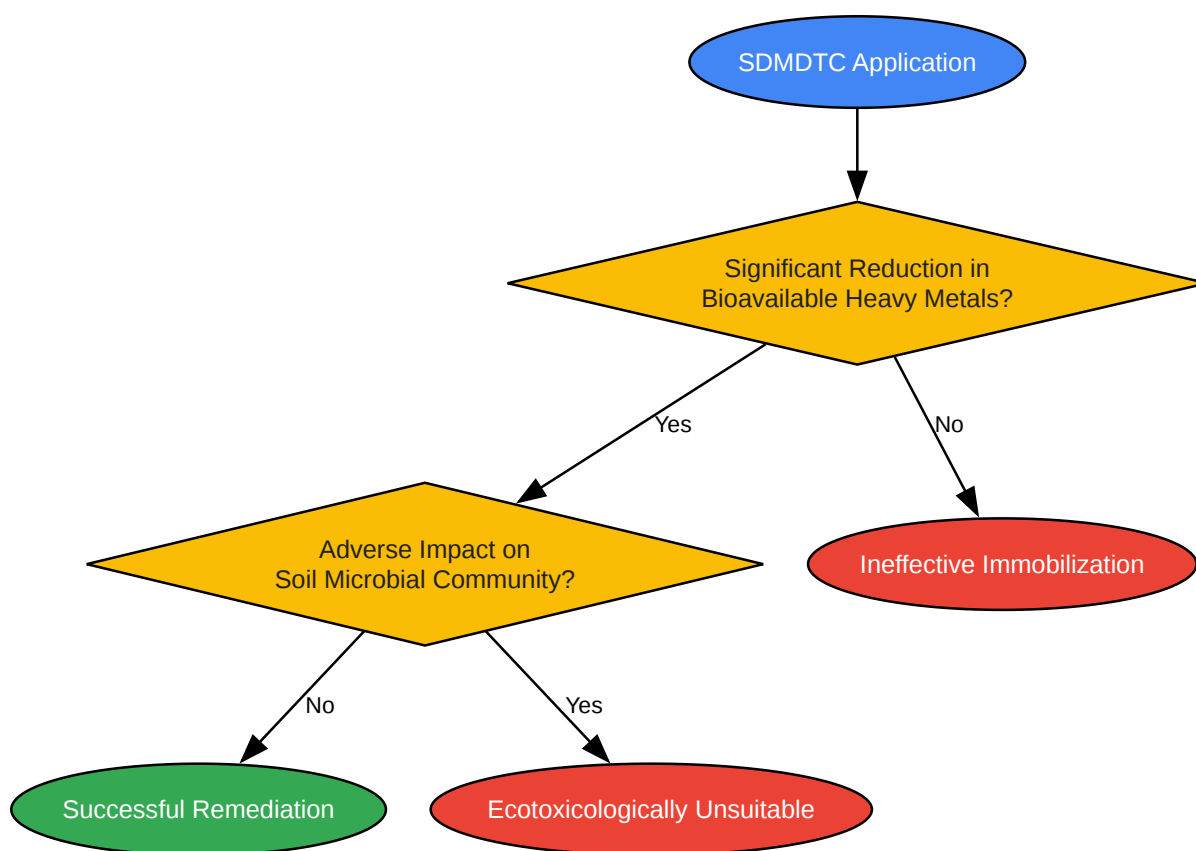 SDMDTC Application
Significant Reduction in
Bioavailable Heavy Metals?
Yes
No
Adverse Impact on
Soil Microbial Community?
Ineffective Immobilization
No
Yes
Successful Remediation
Ecotoxicologically Unsuitable